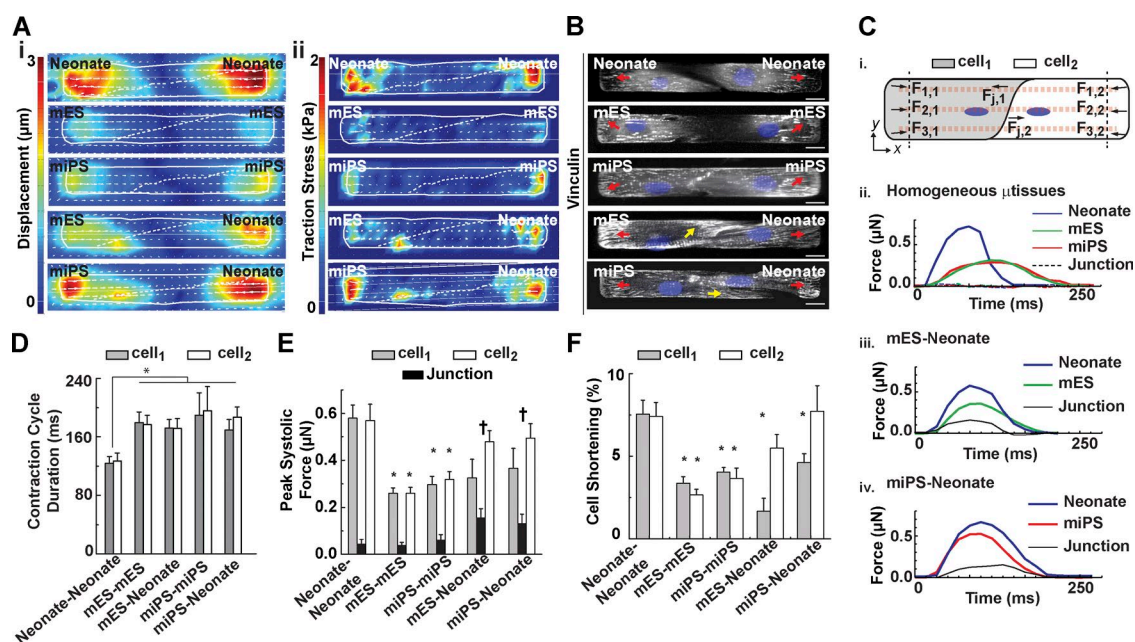 A
i
Displacement (µm)
3
0
Neonate
Neonate
mES
mES
miPS
miPS
mES
Neonate
miPS
Neonate
ii
Traction Stress (kPa)
2
0
Neonate
Neonate
mES
mES
miPS
miPS
mES
Neonate
miPS
Neonate
B
Vinculin
Neonate
Neonate
mES
mES
miPS
miPS
mES
Neonate
miPS
Neonate
C
i.
cell1 cell2
F1,1 Fj,1 F1,2
F2,1 F2,2
F3,1 Fj,2 F3,2
y
x
ii. Homogeneous µtissues
Force (µN)
0.5
0
Neonate
mES
miPS
Junction
250
Time (ms)
iii. mES-Neonate
Force (µN)
0.5
0
Neonate
mES
Junction
250
Time (ms)
iv. miPS-Neonate
Force (µN)
0.5
0
Neonate
miPS
Junction
250
Time (ms)
D
cell1 cell2
Contraction Cycle
Duration (ms)
240
160
80
0
*
Neonate-Neonate
mES-mES
mES-Neonate
miPS-miPS
miPS-Neonate
E
cell1 cell2
Junction
Peak Systolic
Force (µN)
0.6
0.4
0.2
0.0
* * * * † †
Neonate-
Neonate
mES-mES
miPS-miPS
mES-Neonate
miPS-Neonate
F
cell1 cell2
Cell Shortening (%)
10
5
0
* * * * * *
Neonate-
Neonate
mES-mES
miPS-miPS
mES-Neonate
miPS-Neonate